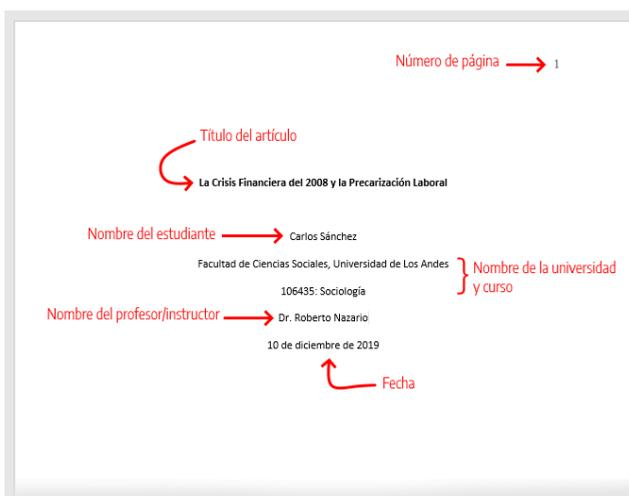 Número de página
1
Título del artículo
La Crisis Financiera del 2008 y la Precarización Laboral
Nombre del estudiante
Carlos Sánchez
Facultad de Ciencias Sociales, Universidad de Los Andes
106435: Sociología
Nombre de la universidad
y curso
Nombre del profesor/instructor
Dr. Roberto Nazario
10 de diciembre de 2019
Fecha